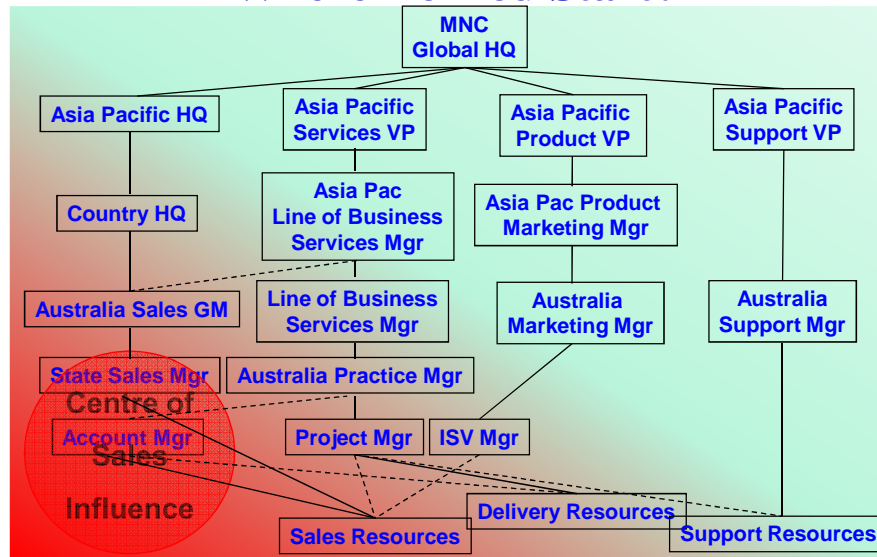 MNC
Global HQ
Asia Pacific HQ
Asia Pacific
Services VP
Asia Pacific
Product VP
Asia Pacific
Support VP
Country HQ
Asia Pac
Line of Business
Services Mgr
Asia Pac Product
Marketing Mgr
Australia Sales GM
Line of Business
Services Mgr
Australia
Marketing Mgr
Australia
Support Mgr
State Sales Mgr
Australia Practice Mgr
Centre of
Account Mgr
Project Mgr
ISV Mgr
Sales
Influence
Sales Resources
Delivery Resources
Support Resources